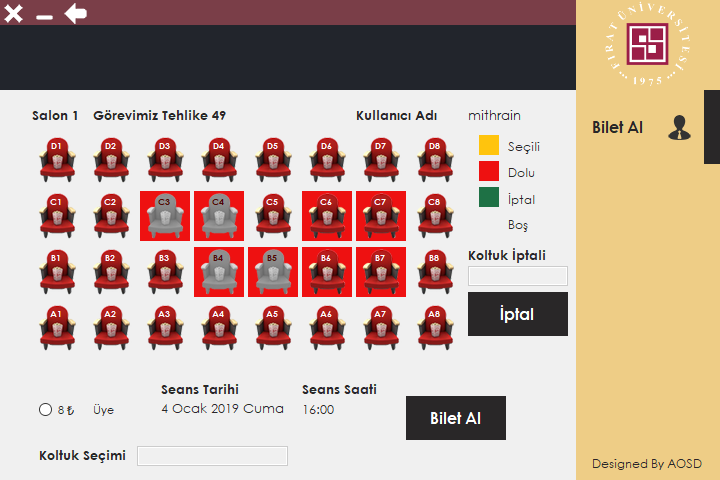 FIRAT ÜNİVERSİTESİ
1975
Salon 1 Görevimiz Tehlike 49 Kullanıcı Adı mithrain
D1 D2 D3 D4 D5 D6 D7 D8
Seçili
Dolu
İptal
Boş
C1 C2 C3 C4 C5 C6 C7 C8
B1 B2 B3 B4 B5 B6 B7 B8
A1 A2 A3 A4 A5 A6 A7 A8
Koltuk İptali
İptal
8 ₺ Üye
Seans Tarihi
4 Ocak 2019 Cuma
Seans Saati
16:00
Bilet Al
Koltuk Seçimi
Bilet Al
Designed By AOSD